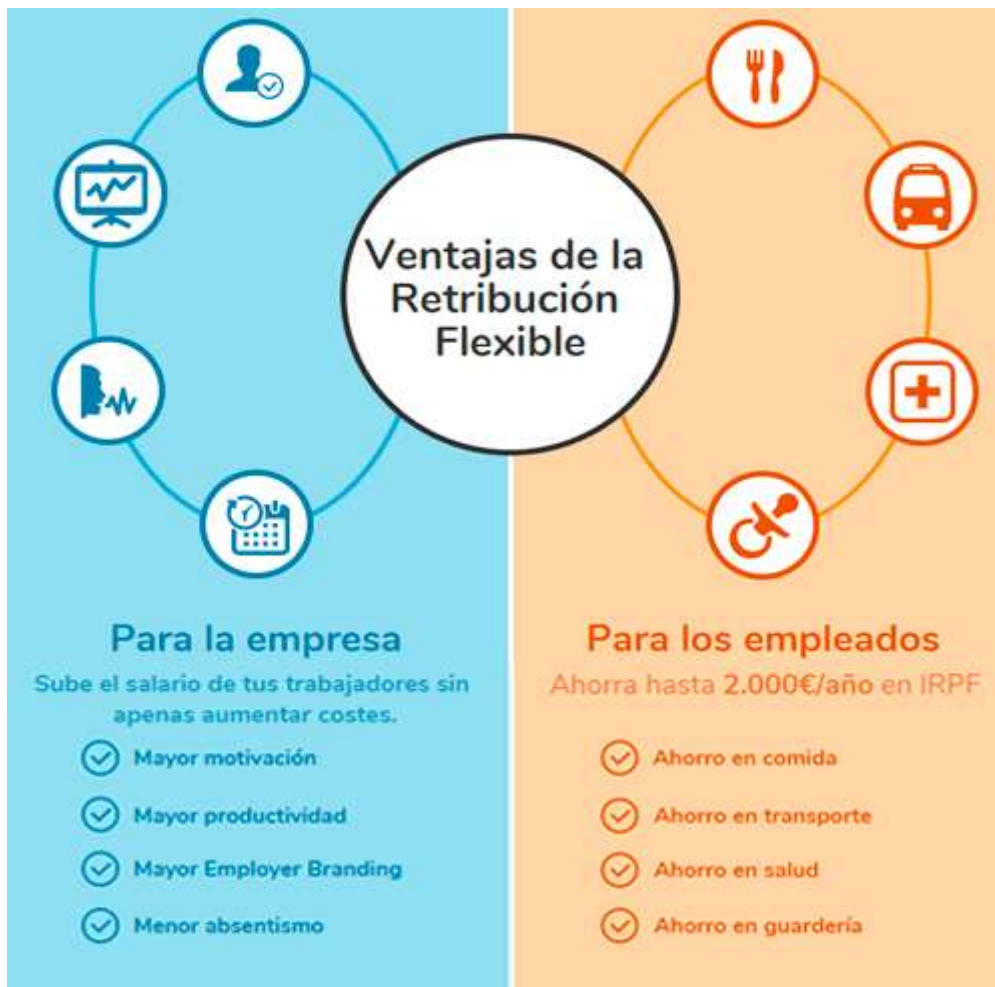 Ventajas de la
Retribución
Flexible
Para la empresa
Sube el salario de tus trabajadores sin
apenas aumentar costes.
Mayor motivación
Mayor productividad
Mayor Employer Branding
Menor absentismo
Para los empleados
Ahorra hasta 2.000€/año en IRPF
Ahorro en comida
Ahorro en transporte
Ahorro en salud
Ahorro en guardería